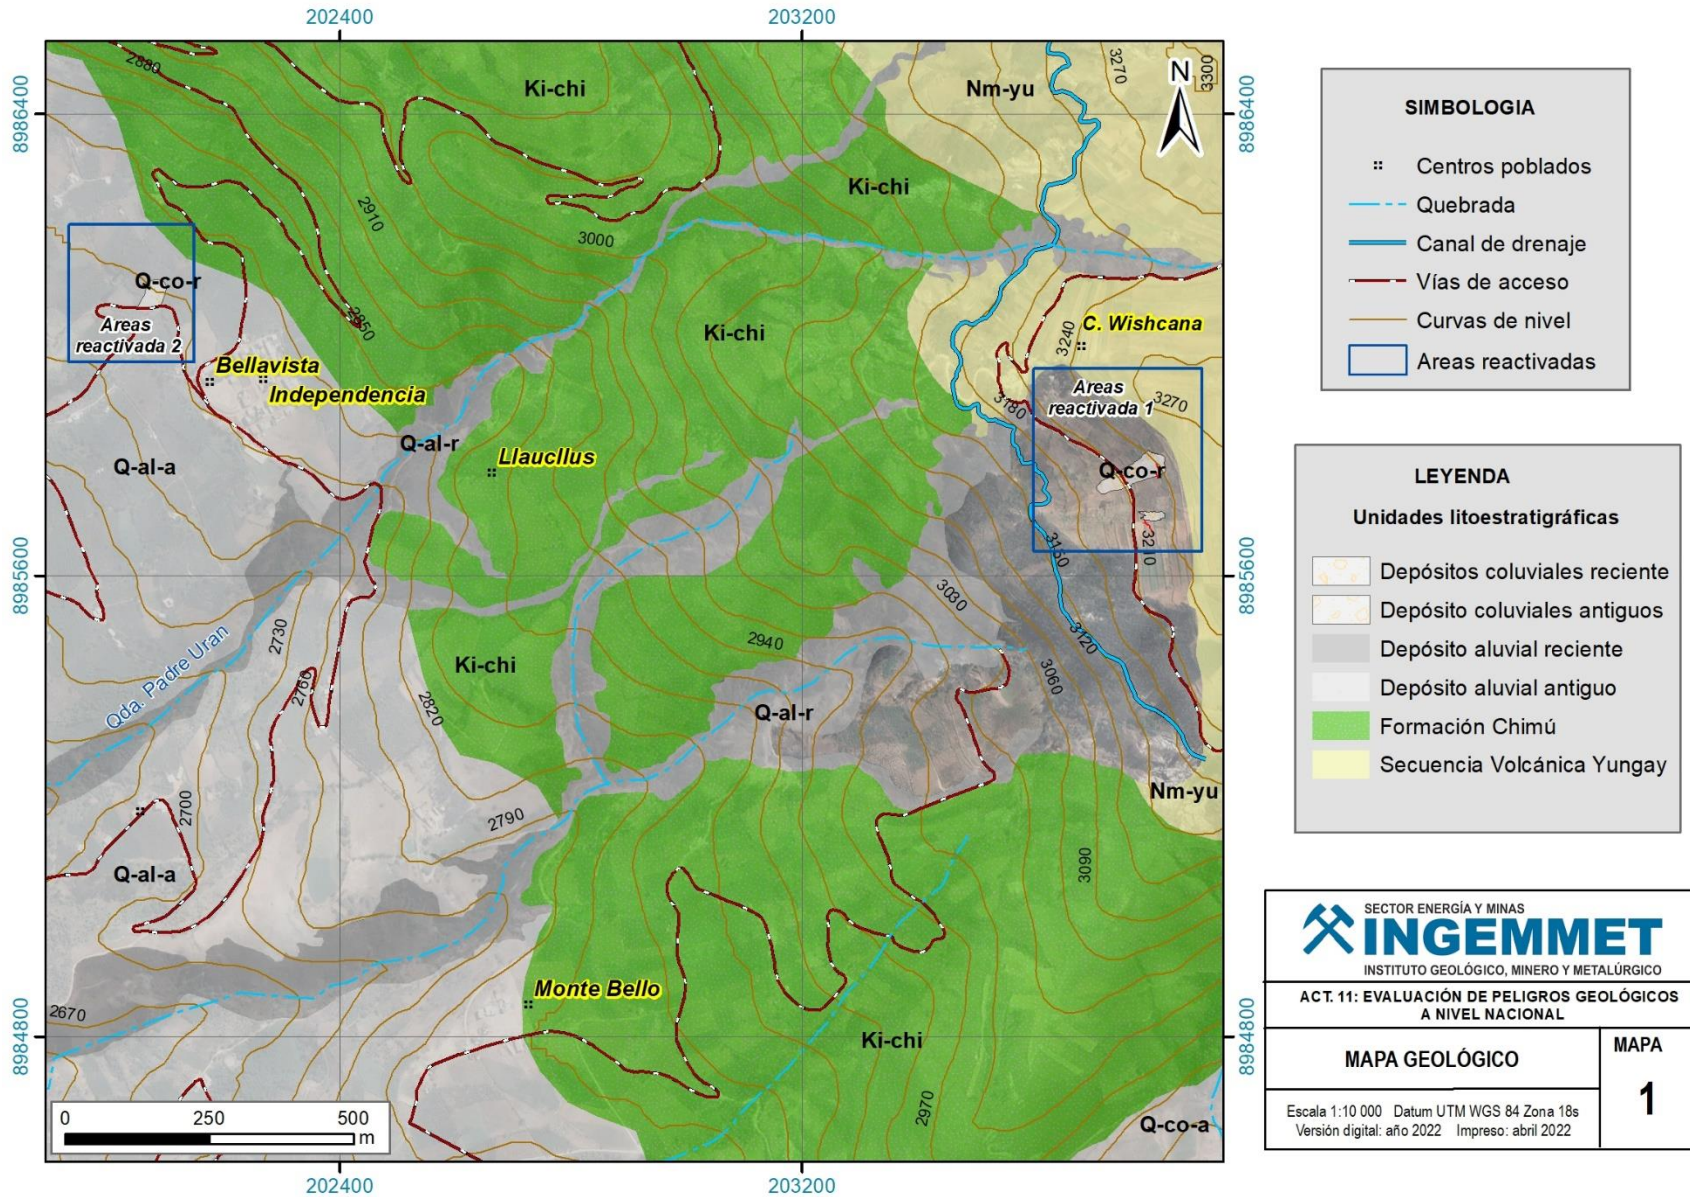 202400
203200
8986400
8986400
8985600
8985600
8984800
8984800
202400
203200
2880
Ki-chi
Nm-yu
3270
3300
N
Ki-chi
2910
3000
Q-co-r
2850
Areas
reactivada 2
Bellavista
Independencia
Ki-chi
3240
C. Wishcana
Areas
reactivada 1
3180
3270
Q-al-r
Llaucllus
Q-al-a
Q-co-r
3150
3210
3030
2940
3120
Qda. Padre Uran
2730
2760
Ki-chi
2820
3060
Q-al-r
2700
2790
Nm-yu
Q-al-a
3090
2670
Monte Bello
Ki-chi
2970
Q-co-a
0 250 500
m
SIMBOLOGIA
Centros poblados
Quebrada
Canal de drenaje
Vías de acceso
Curvas de nivel
Areas reactivadas
LEYENDA
Unidades litoestratigráficas
Depósitos coluviales reciente
Depósito coluviales antiguos
Depósito aluvial reciente
Depósito aluvial antiguo
Formación Chimú
Secuencia Volcánica Yungay
SECTOR ENERGÍA Y MINAS
INGEMMET
INSTITUTO GEOLÓGICO, MINERO Y METALÚRGICO
ACT. 11: EVALUACIÓN DE PELIGROS GEOLÓGICOS
A NIVEL NACIONAL
MAPA GEOLÓGICO
MAPA
1
Escala 1:10 000 Datum UTM WGS 84 Zona 18s
Versión digital: año 2022 Impreso: abril 2022